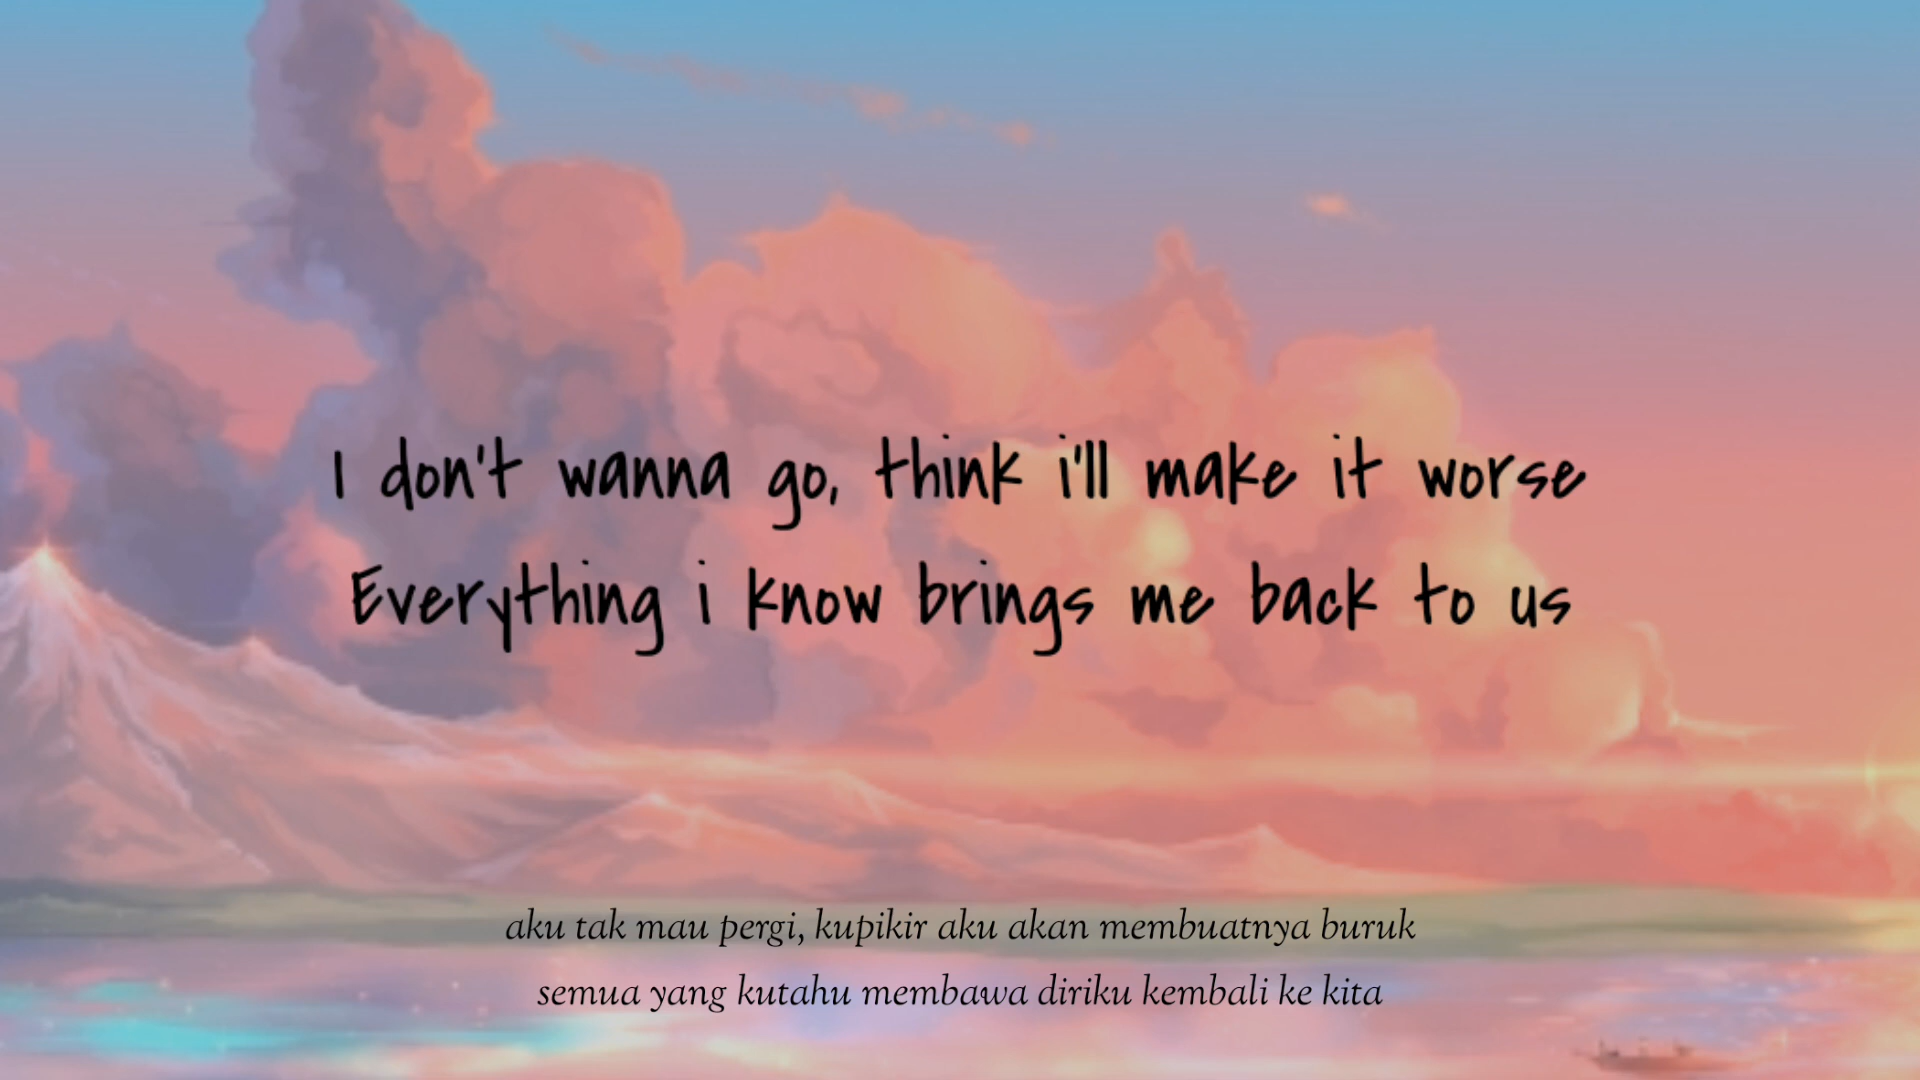 I don't wanna go, think i'll make it worse
Everything i know brings me back to us
aku tak mau pergi, kupikir aku akan membuatnya buruk
semua yang kutahu membawa diriku kembali ke kita